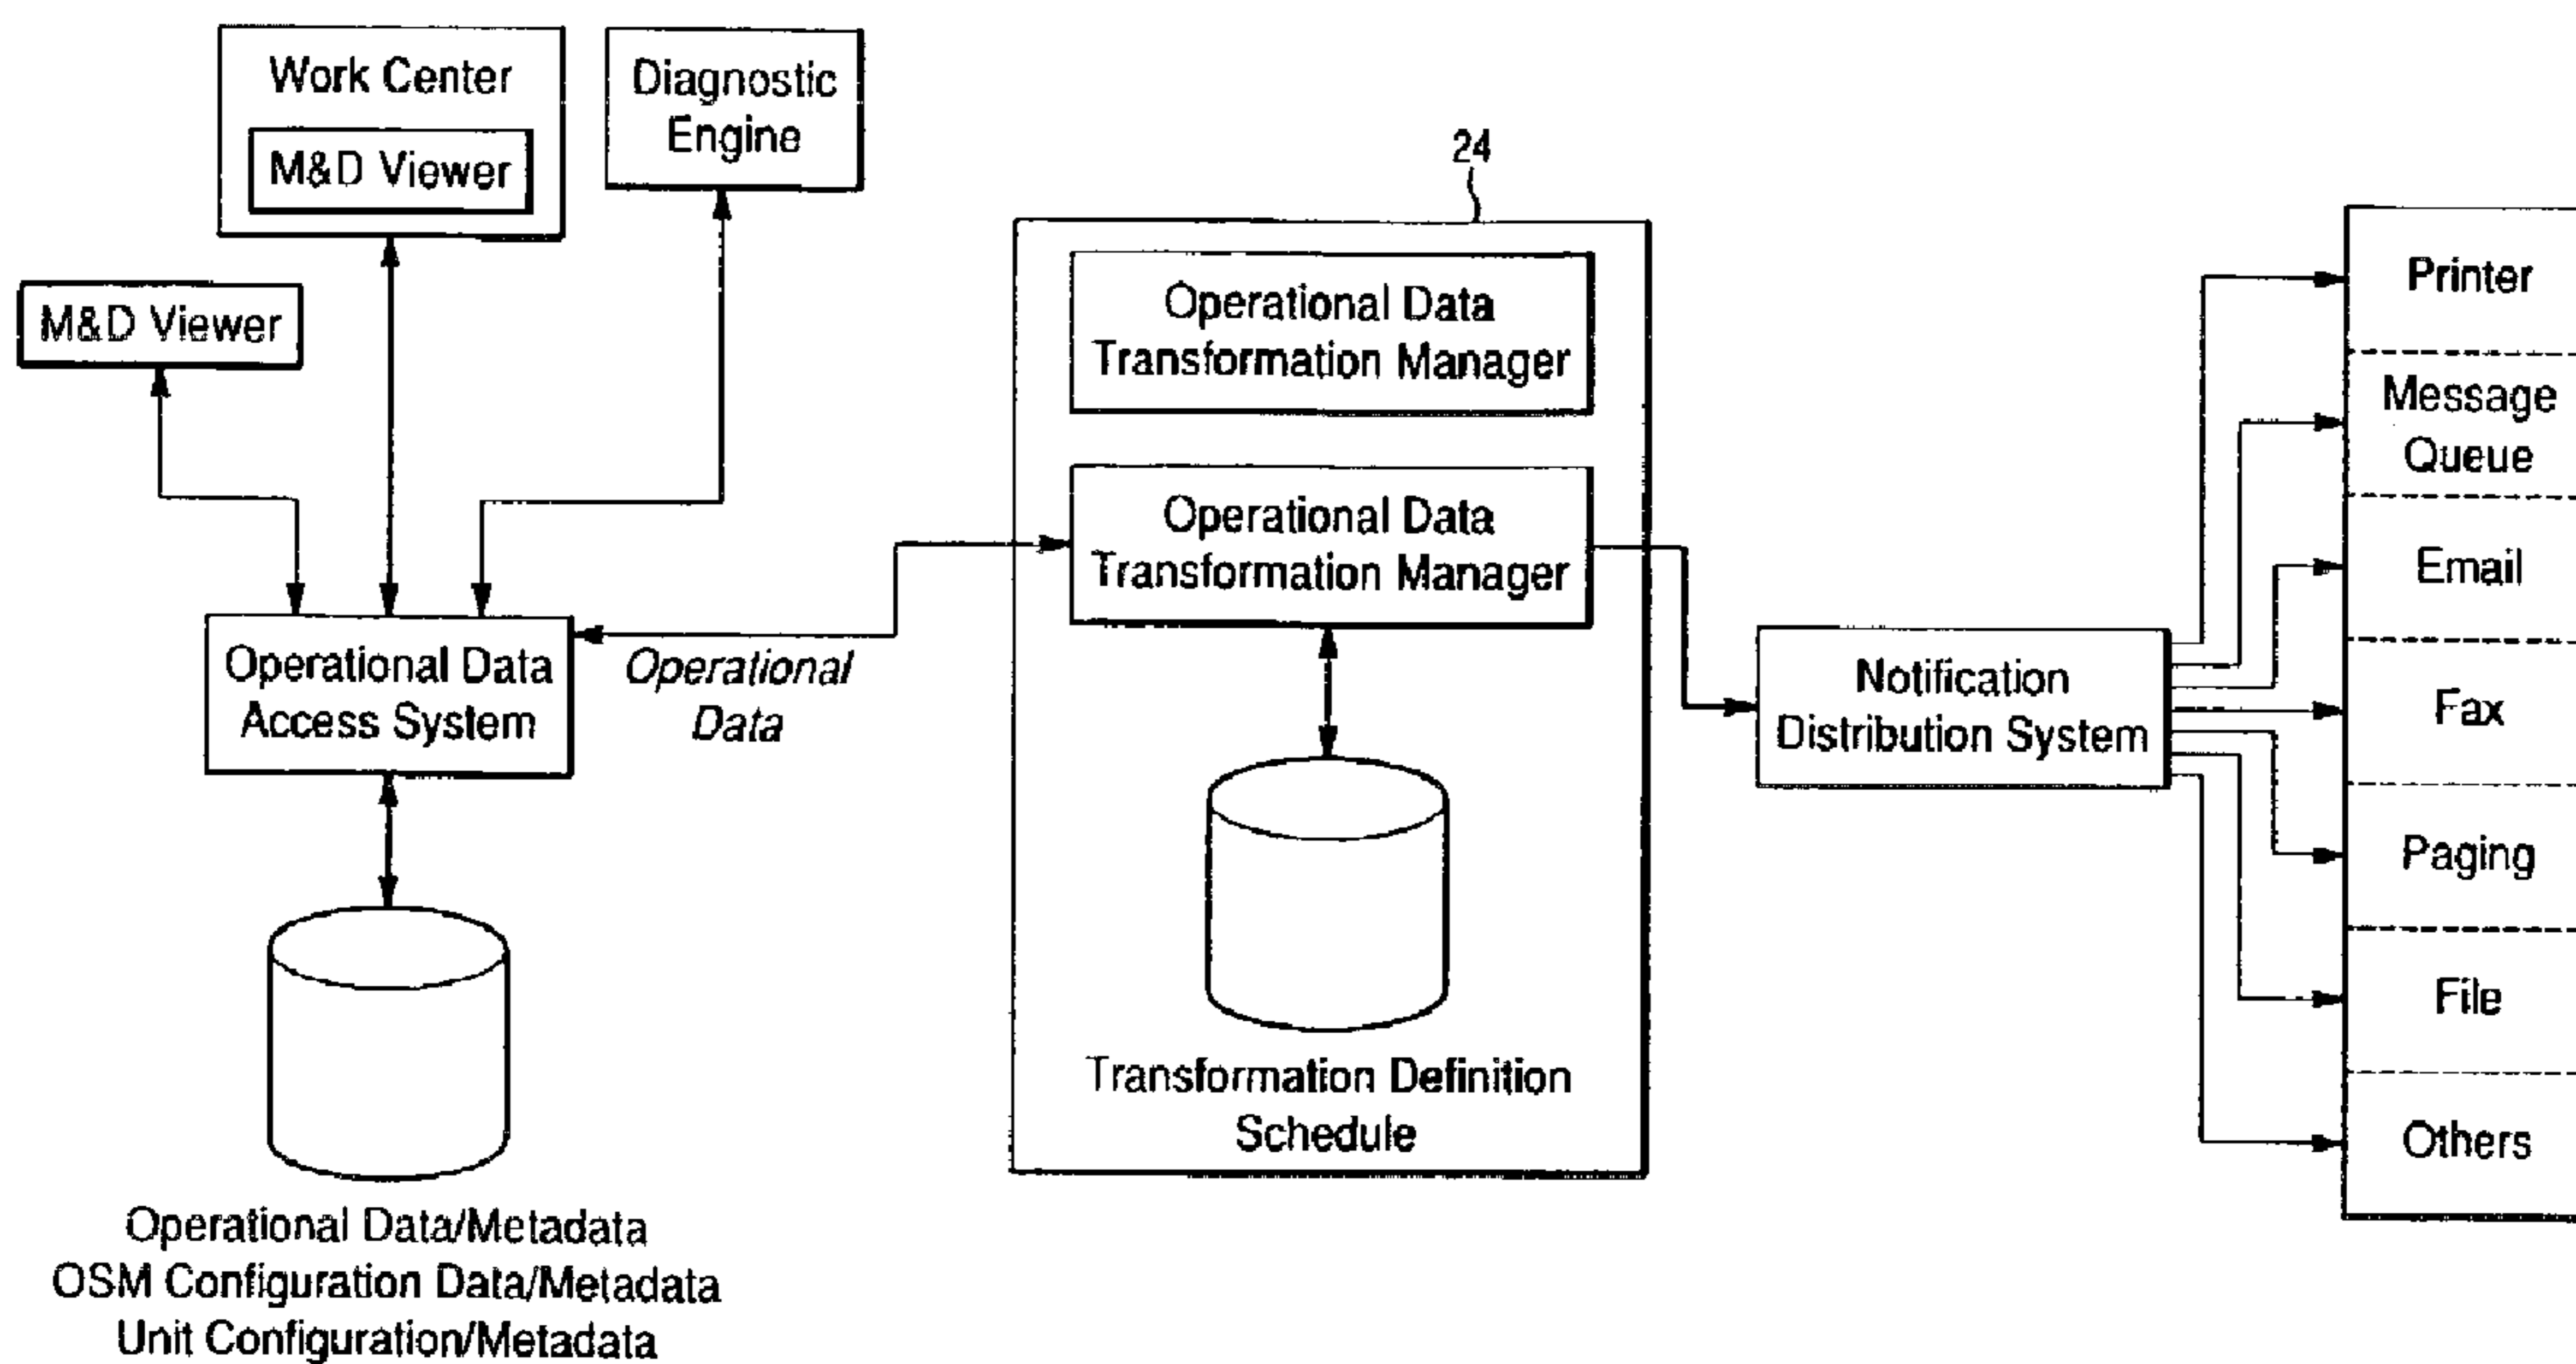 Work Center
M&D Viewer
Diagnostic
Engine
M&D Viewer
Operational Data
Access System
Operational
Data
Operational Data/Metadata
OSM Configuration Data/Metadata
Unit Configuration/Metadata
24
Operational Data
Transformation Manager
Operational Data
Transformation Manager
Transformation Definition
Schedule
Notification
Distribution System
Printer
Message
Queue
Email
Fax
Paging
File
Others